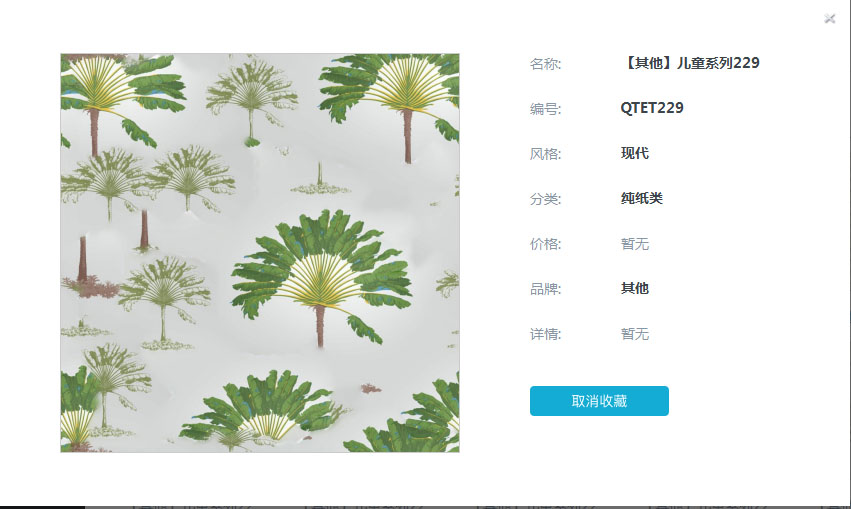 名称: 【其他】儿童系列229
编号: QTET229
风格: 现代
分类: 纯纸类
价格: 暂无
品牌: 其他
详情: 暂无
取消收藏